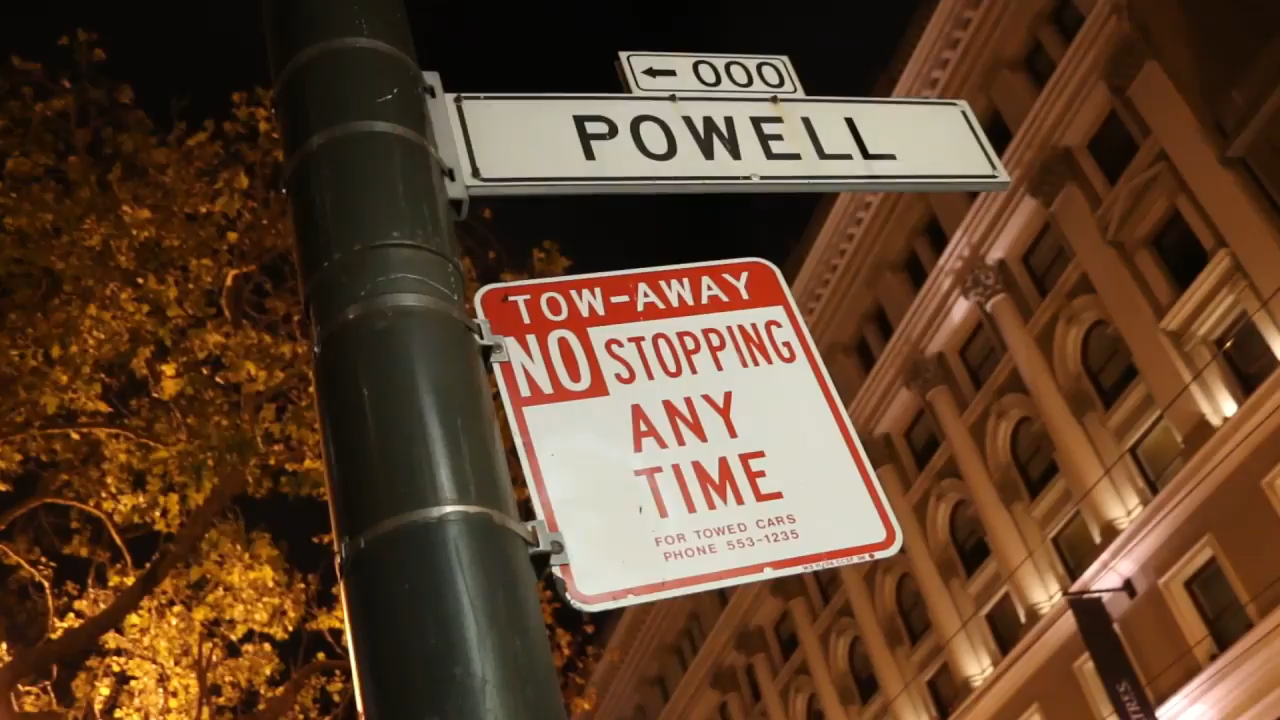 ← 000
POWELL
TOW-AWAY
NO STOPPING
ANY
TIME
FOR TOWED CARS
PHONE 553-1235